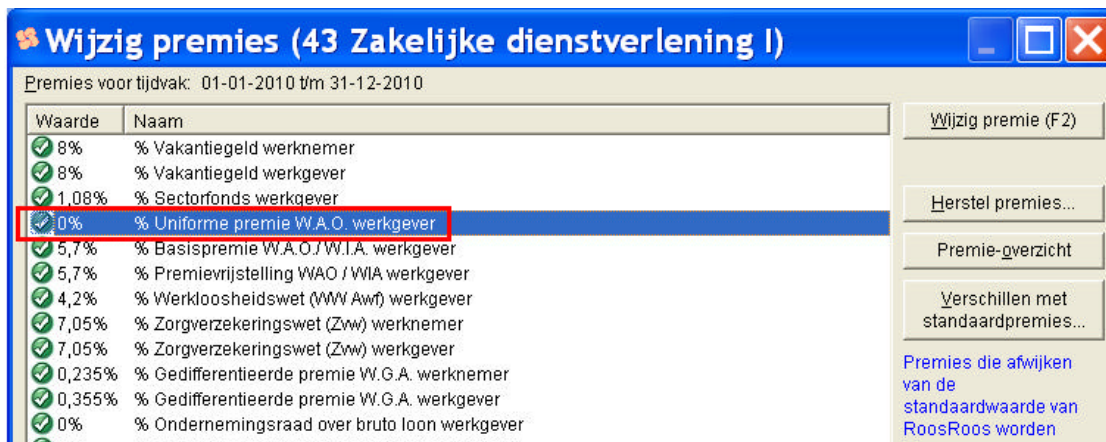 Wijzig premies (43 Zakelijke dienstverlening I)
Premies voor tijdvak: 01-01-2010 t/m 31-12-2010
Waarde Naam
8% % Vakantiegeld werknemer
8% % Vakantiegeld werkgever
1,08% % Sectorfonds werkgever
0% % Uniforme premie W.A.O. werkgever
5,7% % Basispremie W.A.O./W.I.A. werkgever
5,7% % Premievrijstelling WAO / WIA werkgever
4,2% % Werkloosheidswet (WW Awf) werkgever
7,05% % Zorgverzekeringswet (Zvw) werknemer
7,05% % Zorgverzekeringswet (Zvw) werkgever
0,235% % Gedifferentieerde premie W.G.A. werknemer
0,355% % Gedifferentieerde premie W.G.A. werkgever
0% % Ondernemingsraad over bruto loon werkgever
Wijzig premie (F2)
Herstel premies...
Premie-overzicht
Verschillen met
standaardpremies...
Premies die afwijken
van de
standaardwaarde van
RoosRoos worden